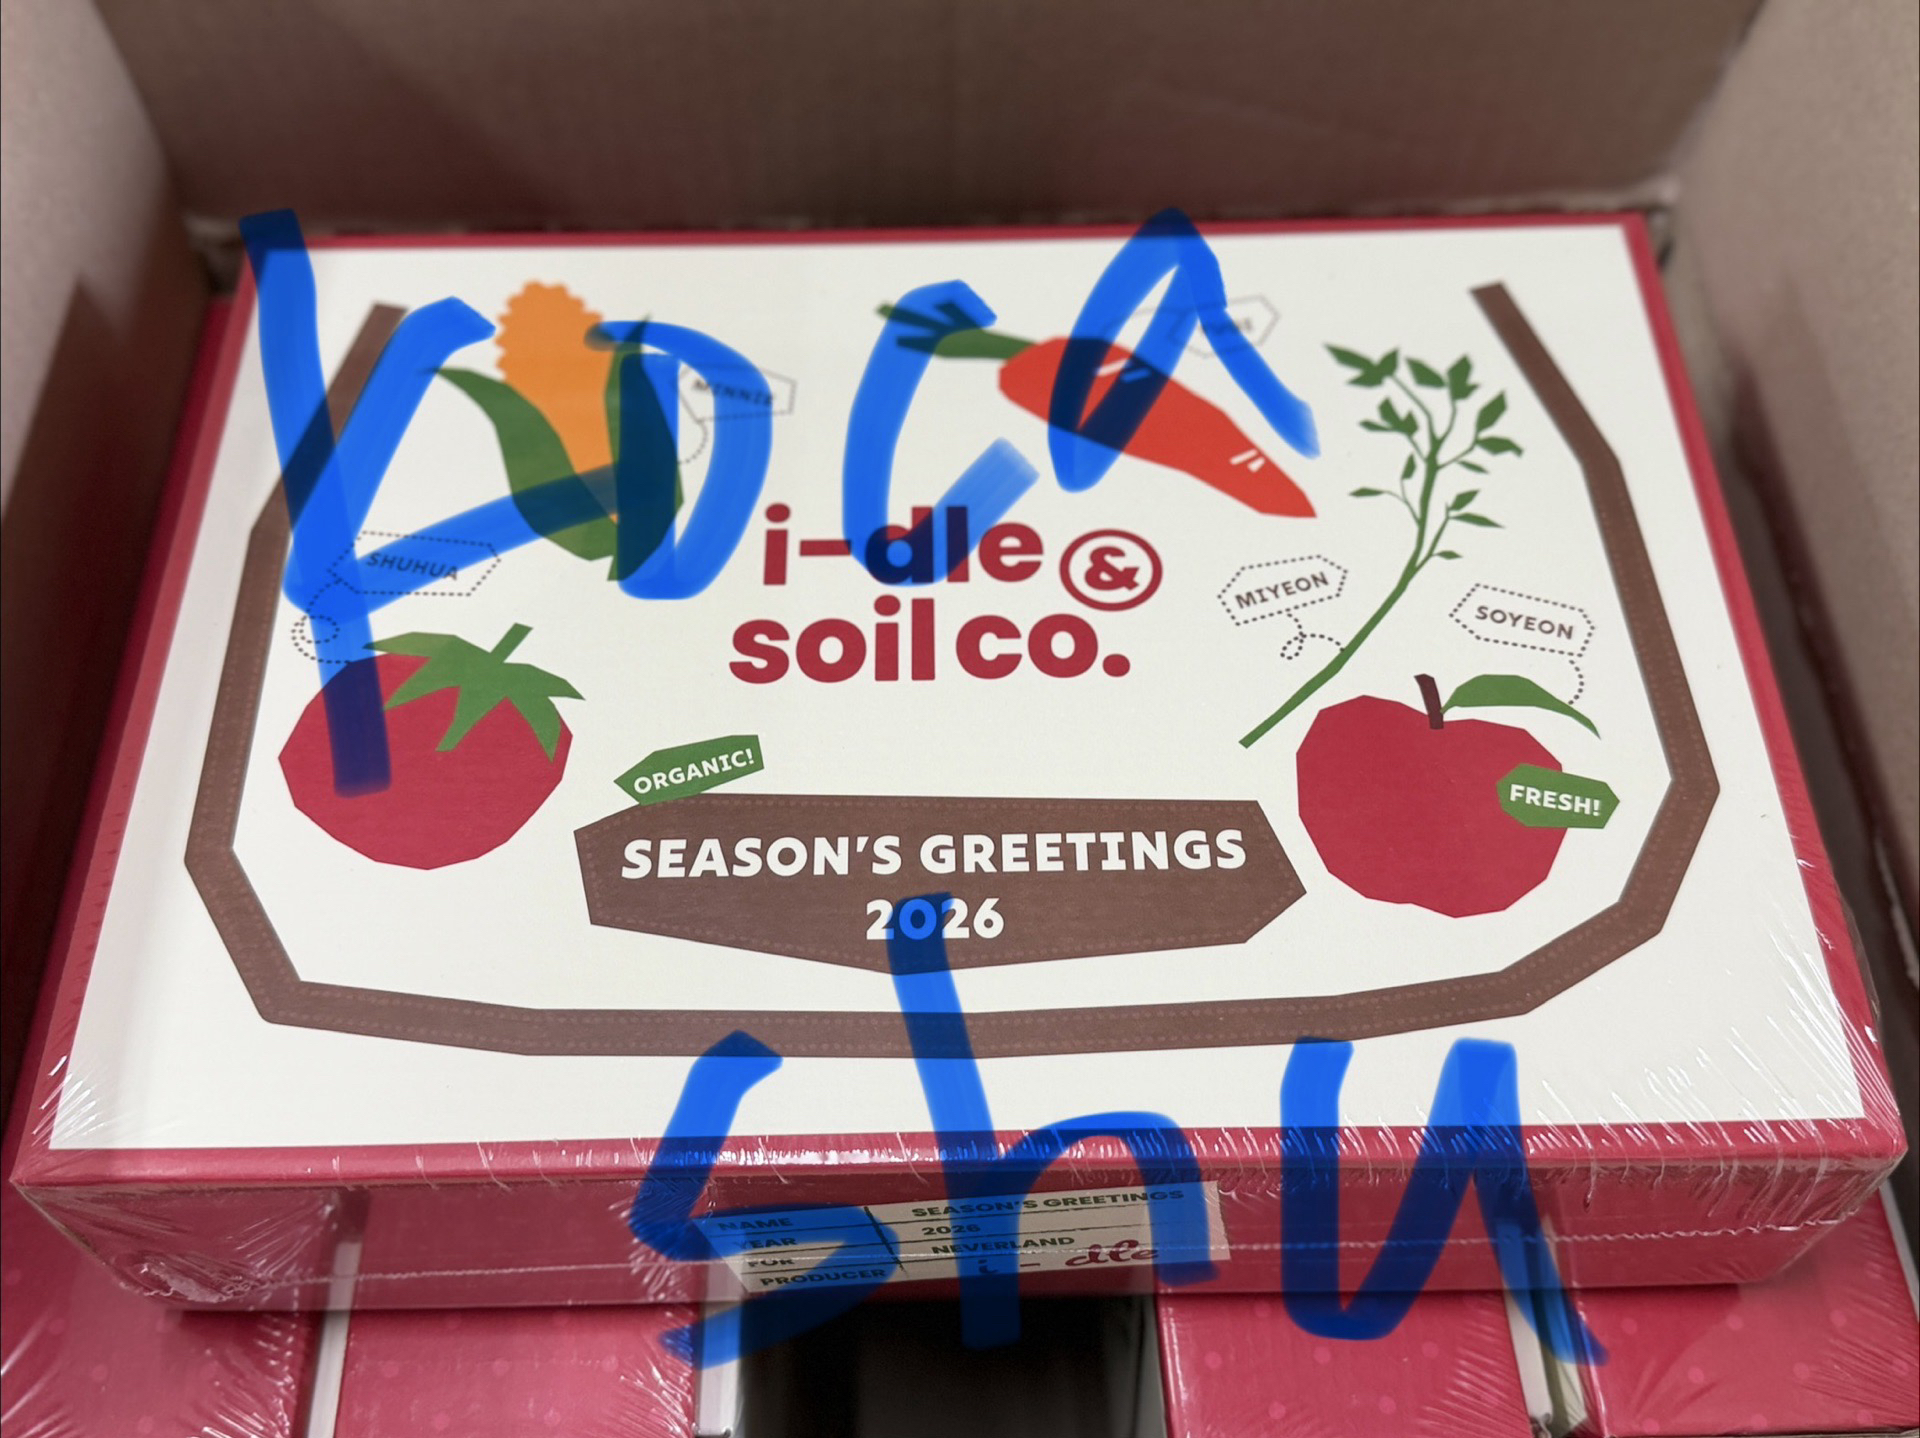 MINNIE
SHUHUA
i-dle &
soil co.
MIYEON
SOYEON
ORGANIC!
FRESH!
SEASON'S GREETINGS
2026
shu
NAME SEASON'S GREETINGS
YEAR 2026
FOR NEVERLAND
PRODUCER i-dle